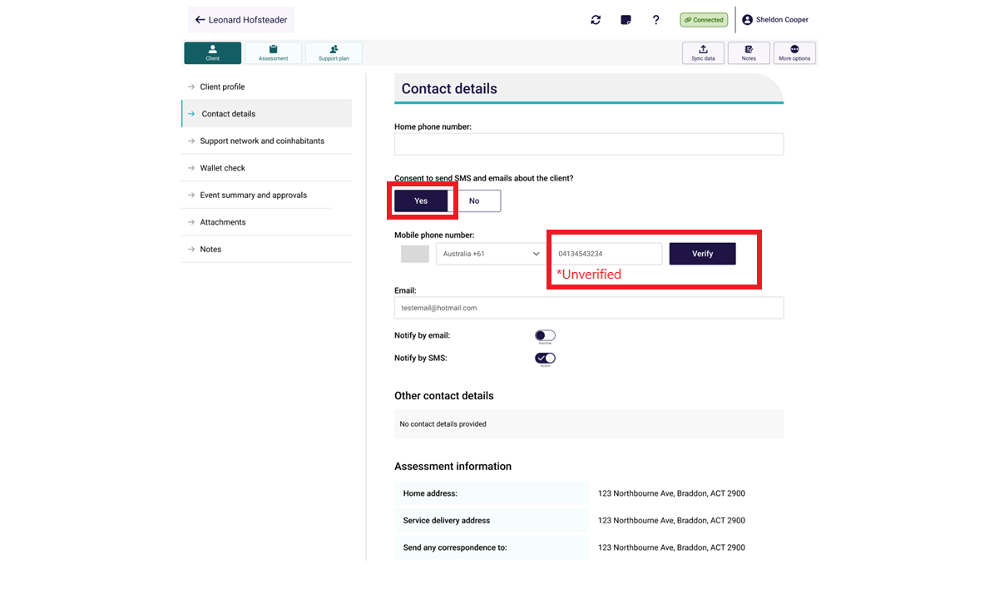 Leonard Hofsteader
?
Connected
Sheldon Cooper
Client
Assessment
Support plan
Sync data
Notes
More options
Client profile
Contact details
Support network and coinhabitants
Wallet check
Event summary and approvals
Attachments
Notes
Contact details
Home phone number:
Consent to send SMS and emails about the client?
Yes
No
Mobile phone number:
Australia +61
04134543234
Verify
*Unverified
Email:
testemail@hotmail.com
Notify by email:
Inactive
Notify by SMS:
Active
Other contact details
No contact details provided
Assessment information
Home address:
123 Northbourne Ave, Braddon, ACT 2900
Service delivery address
123 Northbourne Ave, Braddon, ACT 2900
Send any correspondence to:
123 Northbourne Ave, Braddon, ACT 2900